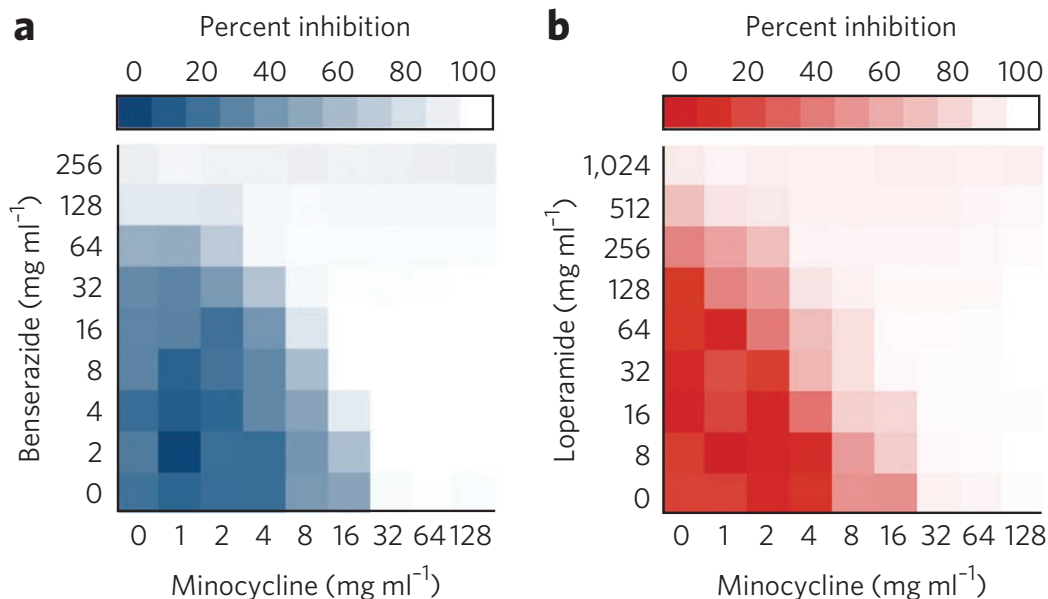 a
Percent inhibition
0 20 40 60 80 100
Benserazide (mg ml⁻¹)
256
128
64
32
16
8
4
2
0
0 1 2 4 8 16 32 64 128
Minocycline (mg ml⁻¹)
b
Percent inhibition
0 20 40 60 80 100
Loperamide (mg ml⁻¹)
1,024
512
256
128
64
32
16
8
0
0 1 2 4 8 16 32 64 128
Minocycline (mg ml⁻¹)